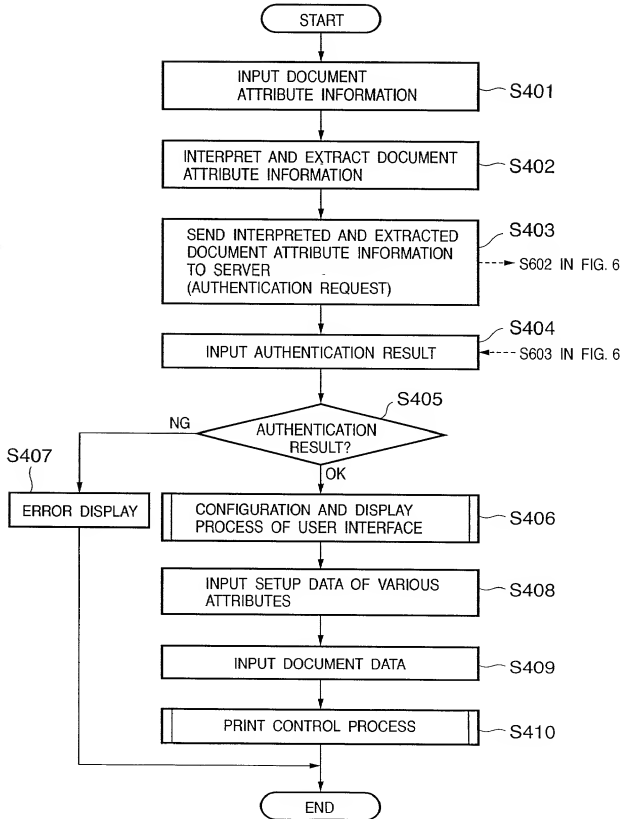 START
INPUT DOCUMENT
ATTRIBUTE INFORMATION
S401
INTERPRET AND EXTRACT DOCUMENT
ATTRIBUTE INFORMATION
S402
SEND INTERPRETED AND EXTRACTED
DOCUMENT ATTRIBUTE INFORMATION
TO SERVER
(AUTHENTICATION REQUEST)
S403
S602 IN FIG. 6
INPUT AUTHENTICATION RESULT
S404
S603 IN FIG. 6
AUTHENTICATION
RESULT?
S405
NG
OK
S407
ERROR DISPLAY
CONFIGURATION AND DISPLAY
PROCESS OF USER INTERFACE
S406
INPUT SETUP DATA OF VARIOUS
ATTRIBUTES
S408
INPUT DOCUMENT DATA
S409
PRINT CONTROL PROCESS
S410
END